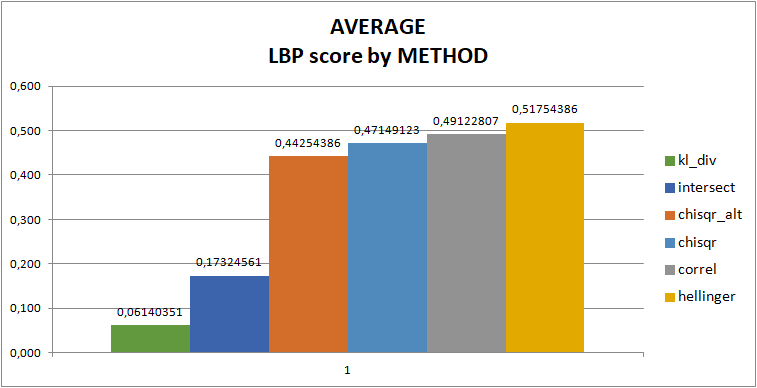 AVERAGE
LBP score by METHOD
0,600
0,500
0,400
0,300
0,200
0,100
0,000
0,06140351
0,17324561
0,44254386
0,47149123
0,49122807
0,51754386
1
kl_div
intersect
chisqr_alt
chisqr
correl
hellinger